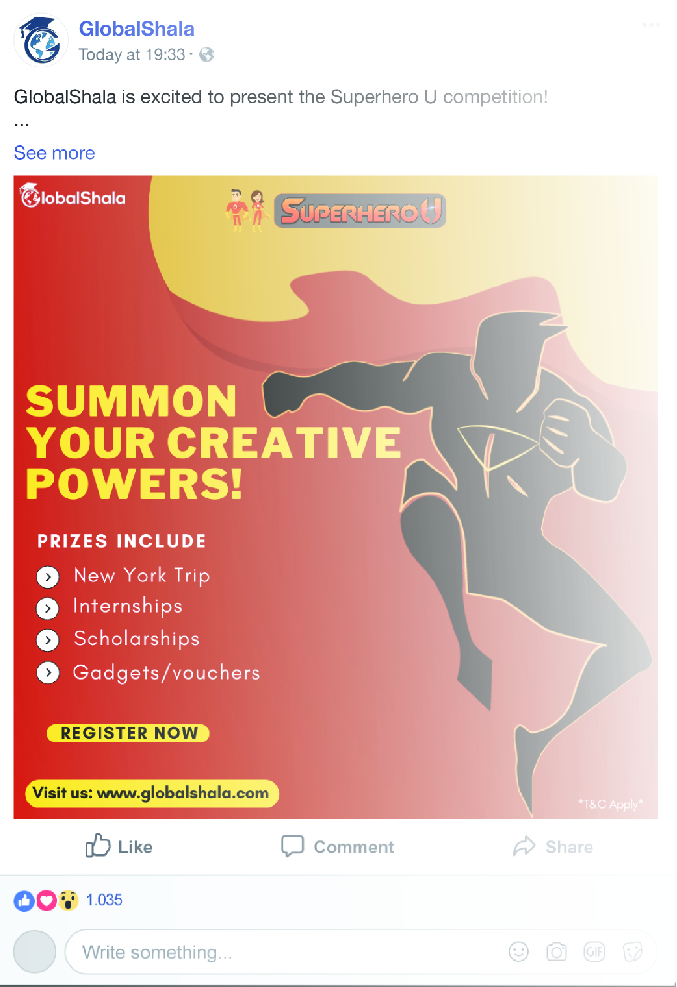 GlobalShala
Today at 19:33 ·
GlobalShala is excited to present the Superhero U competition!
...
See more
GlobalShala
SUPERHERO U
SUMMON
YOUR CREATIVE
POWERS!
PRIZES INCLUDE
New York Trip
Internships
Scholarships
Gadgets/vouchers
REGISTER NOW
Visit us: www.globalshala.com
*T&C Apply*
Like Comment Share
1.035
Write something... GIF